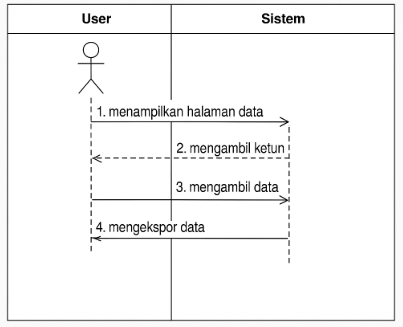 User
Sistem
1. menampilkan halaman data
2. mengambil ketun
3. mengambil data
4. mengekspor data